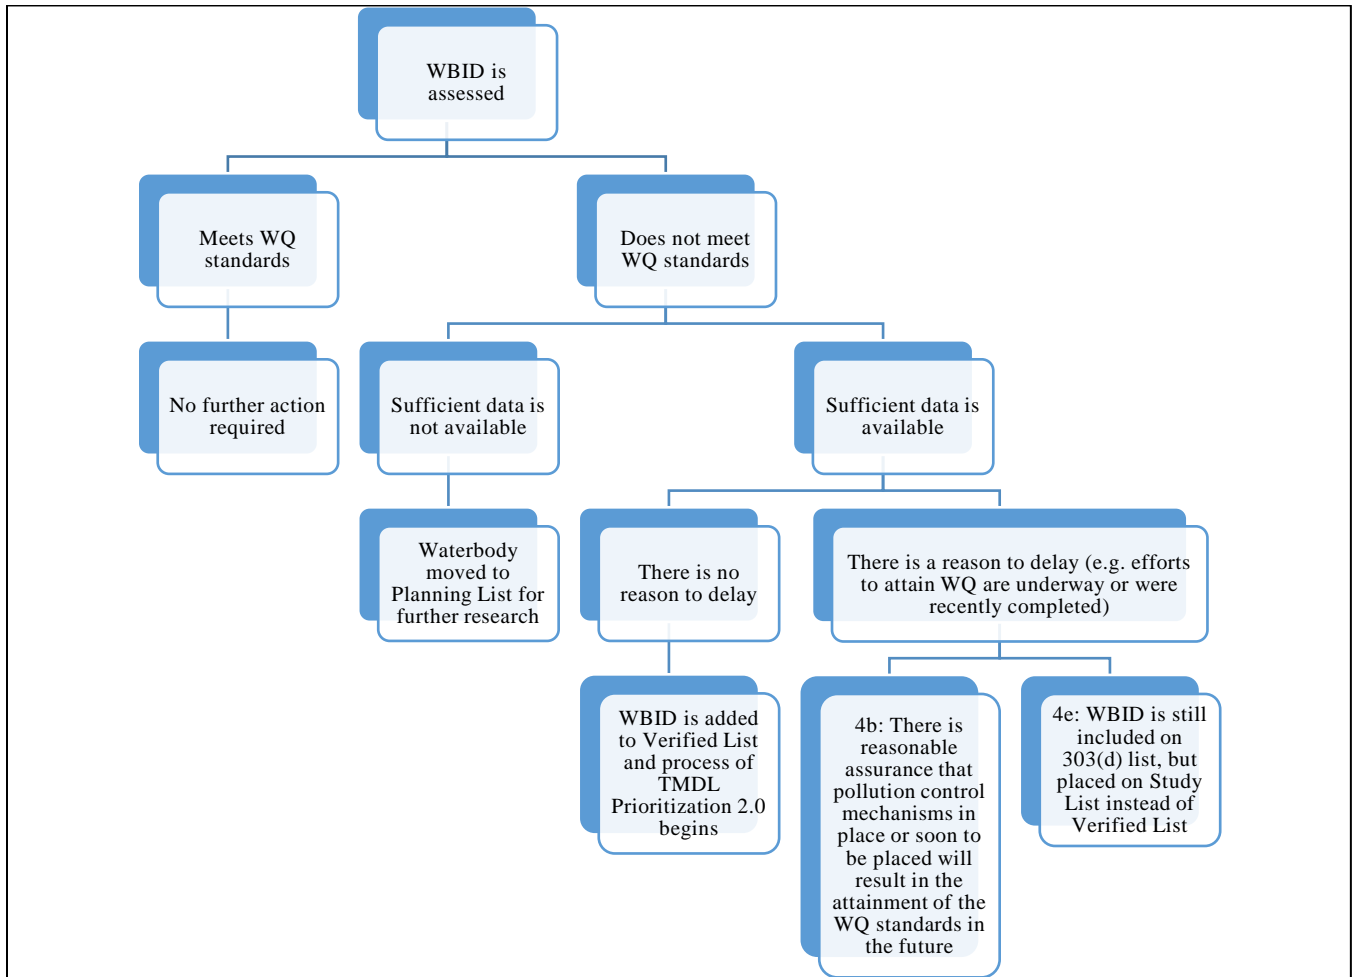 WBID is
assessed
Meets WQ
standards
Does not meet
WQ standards
No further action
required
Sufficient data is
not available
Sufficient data is
available
Waterbody
moved to
Planning List for
further research
There is no
reason to delay
There is a reason to delay (e.g. efforts
to attain WQ are underway or were
recently completed)
WBID is added
to Verified List
and process of
TMDL
Prioritization 2.0
begins
4b: There is
reasonable
assurance that
pollution control
mechanisms in
place or soon to
be placed will
result in the
attainment of the
WQ standards in
the future
4e: WBID is still
included on
303(d) list, but
placed on Study
List instead of
Verified List